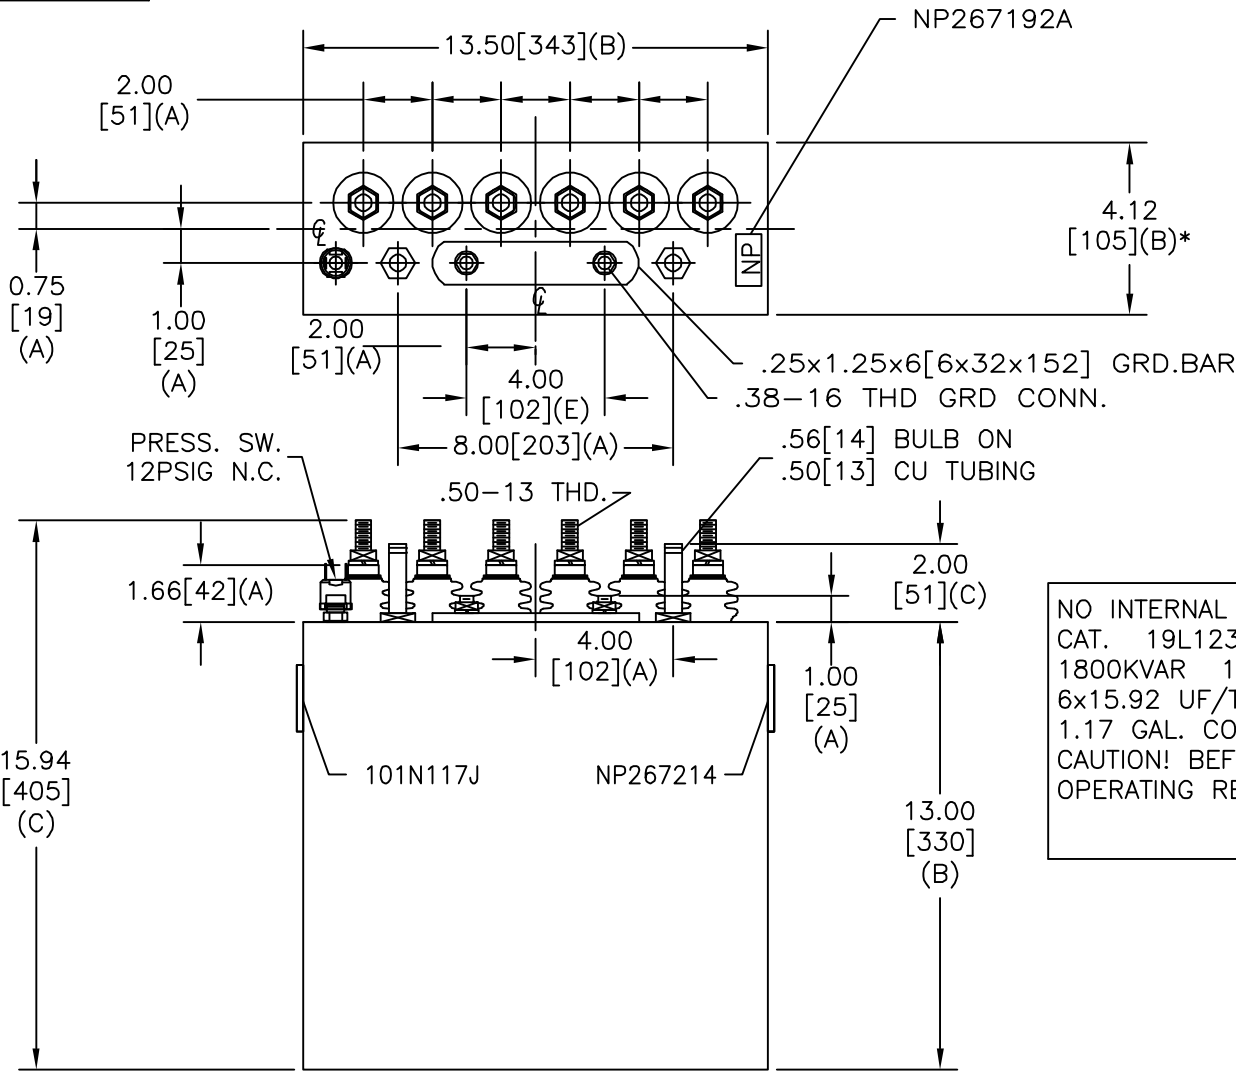 NP267192A
13.50[343](B)
2.00
[51](A)
4.12
[105](B)*
℄
NP
0.75
[19]
(A)
1.00
[25]
(A)
2.00
[51](A)
℄
4.00
[102](E)
.25x1.25x6[6x32x152] GRD.BAR
.38-16 THD GRD CONN.
8.00[203](A)
PRESS. SW.
12PSIG N.C.
.56[14] BULB ON
.50[13] CU TUBING
.50-13 THD.
1.66[42](A)
2.00
[51](C)
4.00
[102](A)
1.00
[25]
(A)
15.94
[405]
(C)
101N117J
NP267214
13.00
[330]
(B)
NO INTERNAL
CAT. 19L123
1800KVAR 1
6x15.92 UF/T
1.17 GAL. CO
CAUTION! BEF
OPERATING RE